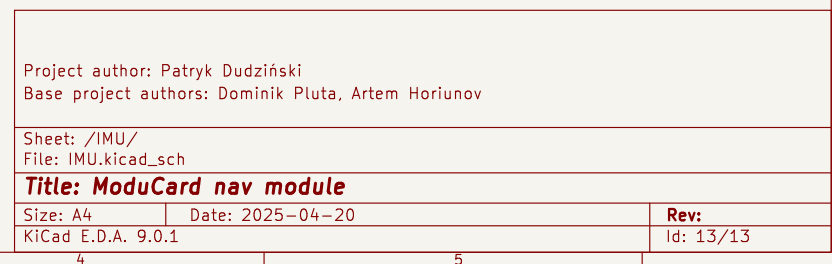 Project author: Patryk Dudziński
Base project authors: Dominik Pluta, Artem Horiunov
Sheet: /IMU/
File: IMU.kicad_sch
Title: ModuCard nav module
Size: A4 Date: 2025-04-20 Rev:
KiCad E.D.A. 9.0.1 Id: 13/13
4 5